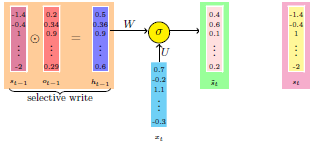 -1.4 0.2 0.5 0.4 -1.4
-0.4 0.34 0.36 0.6 -0.4
1 0.9 0.9 0.1 1
⊙ = W σ U
⋮ ⋮ ⋮ ⋮ ⋮
-2 0.29 0.6 0.2 -2
s_{t−1} o_{t−1} h_{t−1} s̃_t s_t
selective write
0.7
-0.2
1.1
⋮
-0.3
x_t